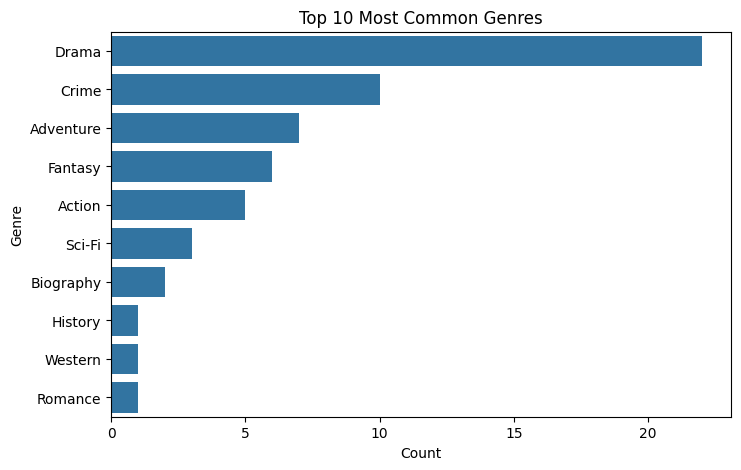 Top 10 Most Common Genres
Drama
Crime
Adventure
Fantasy
Action
Sci-Fi
Biography
History
Western
Romance
Genre
0 5 10 15 20
Count